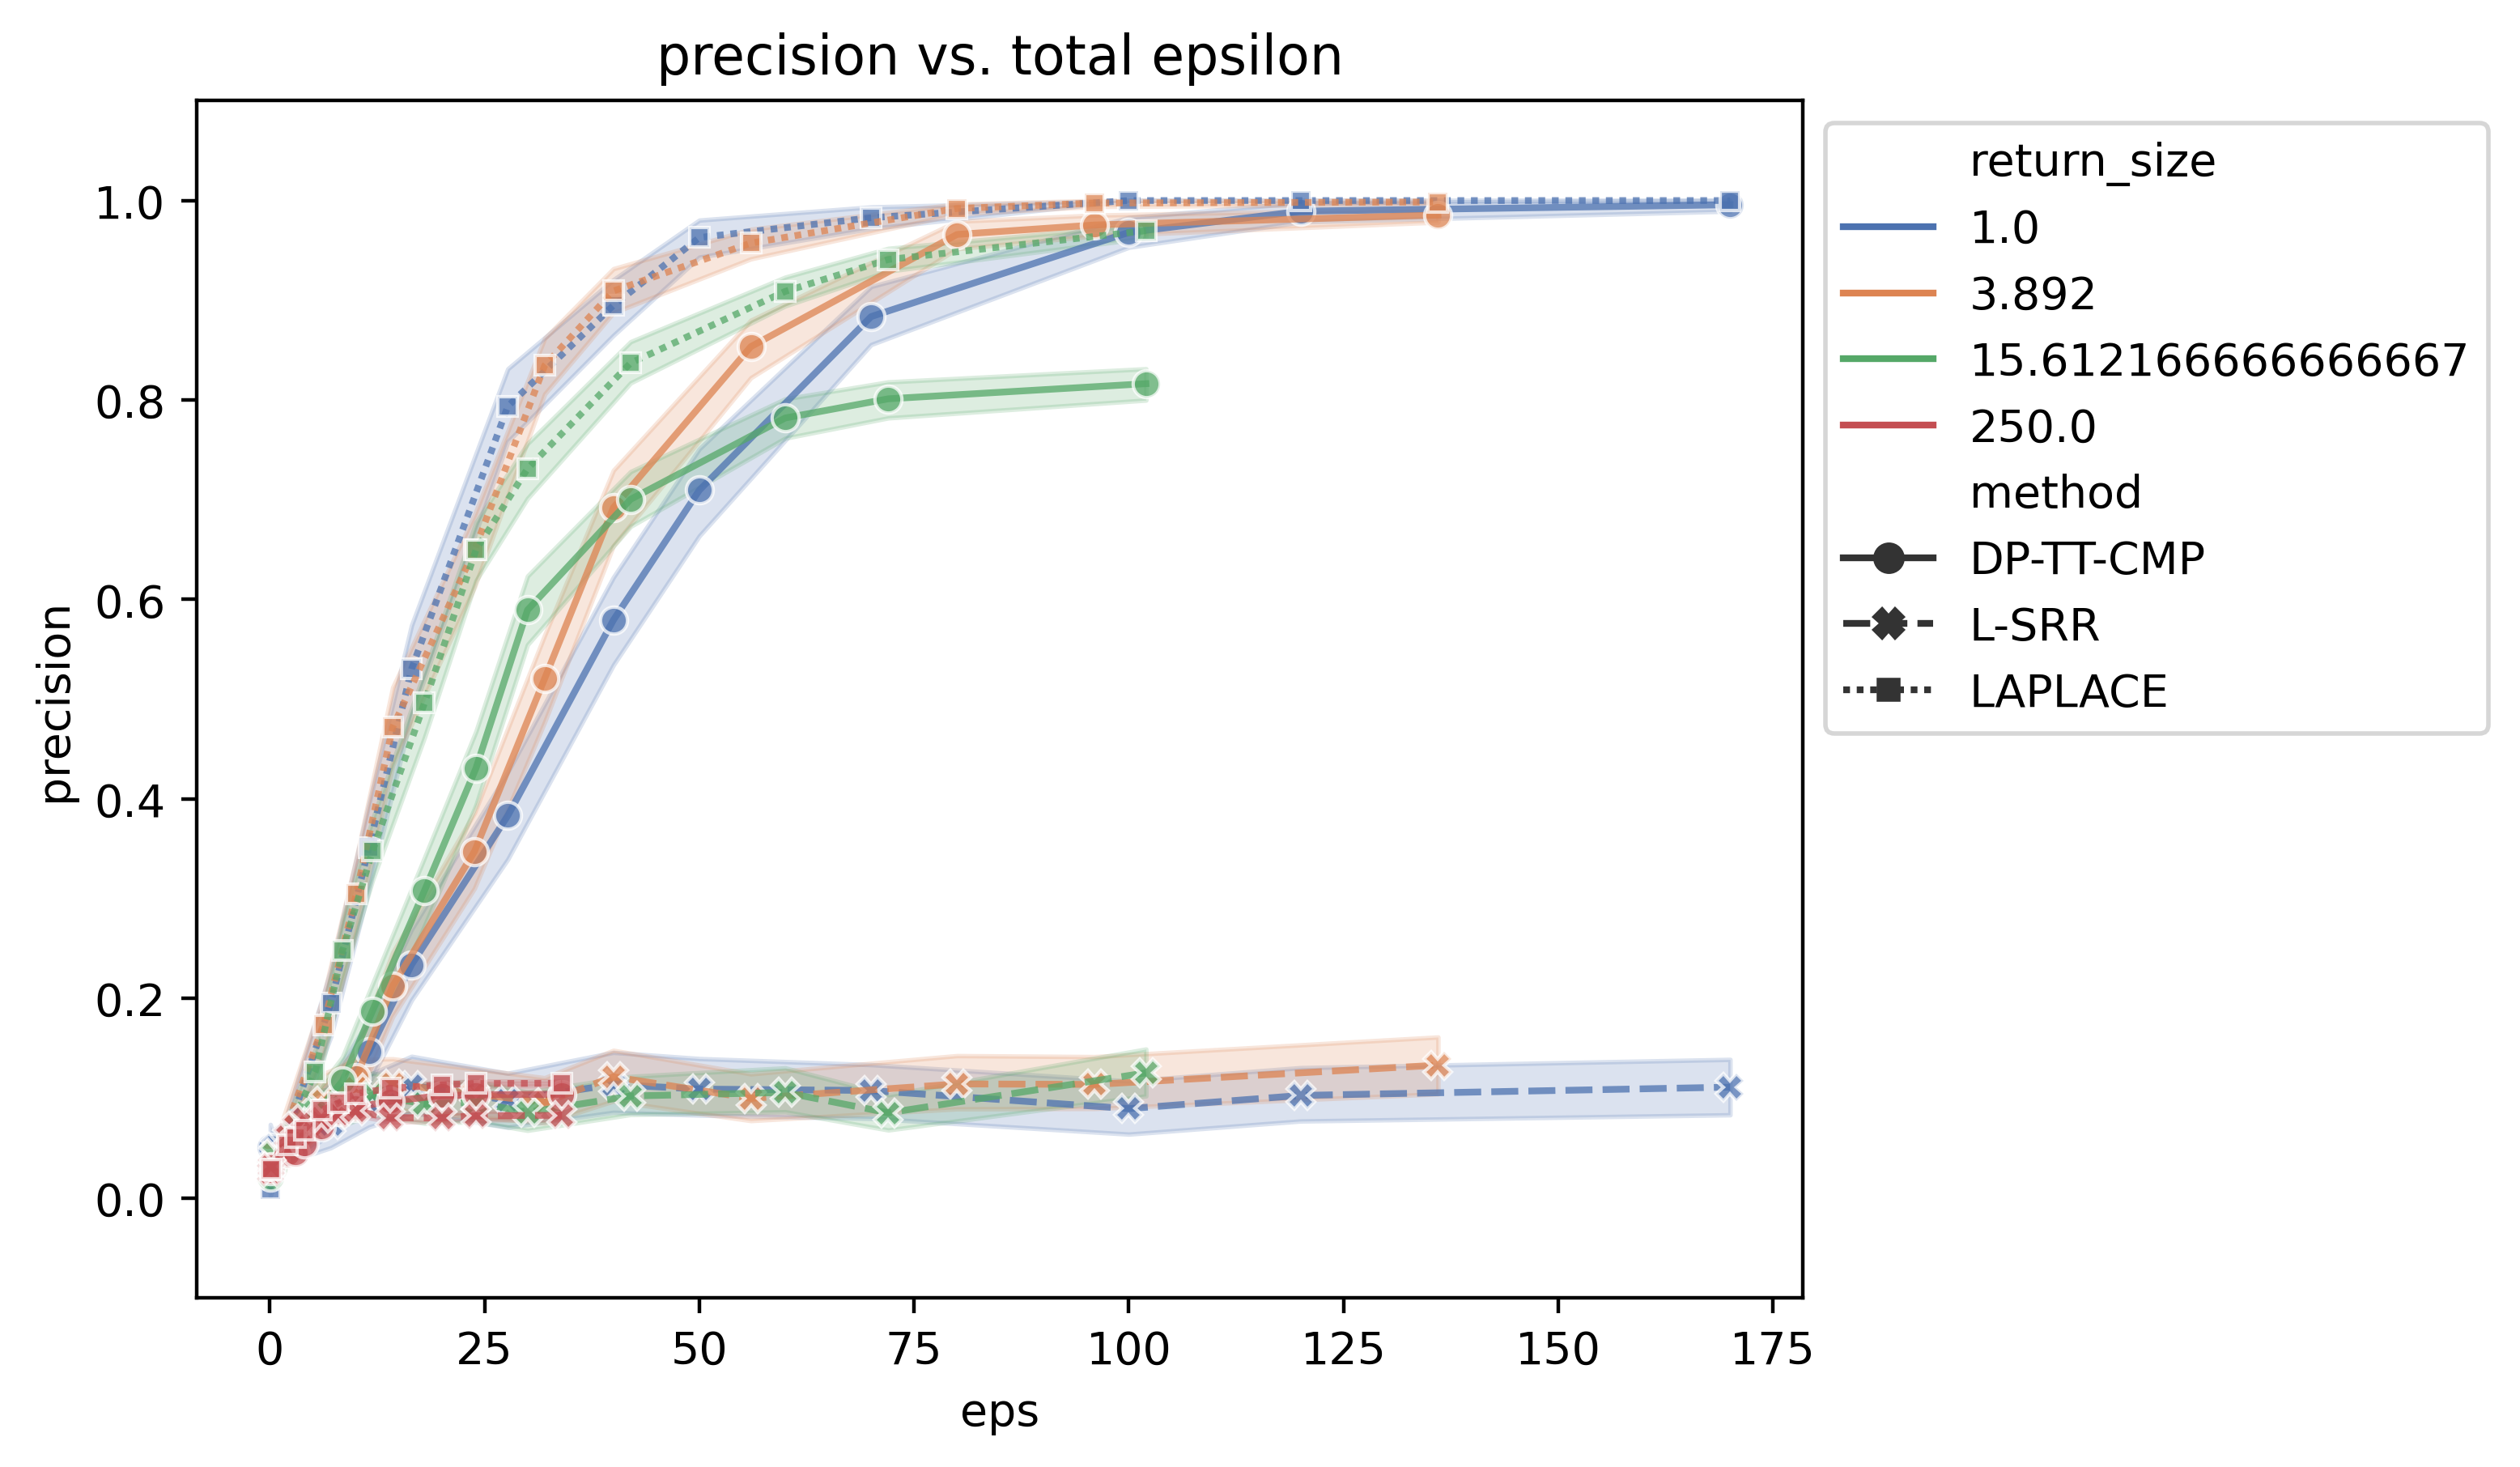 precision vs. total epsilon
precision
1.0
0.8
0.6
0.4
0.2
0.0
0 25 50 75 100 125 150 175
eps
return_size
1.0
3.892
15.612166666666667
250.0
method
DP-TT-CMP
L-SRR
LAPLACE